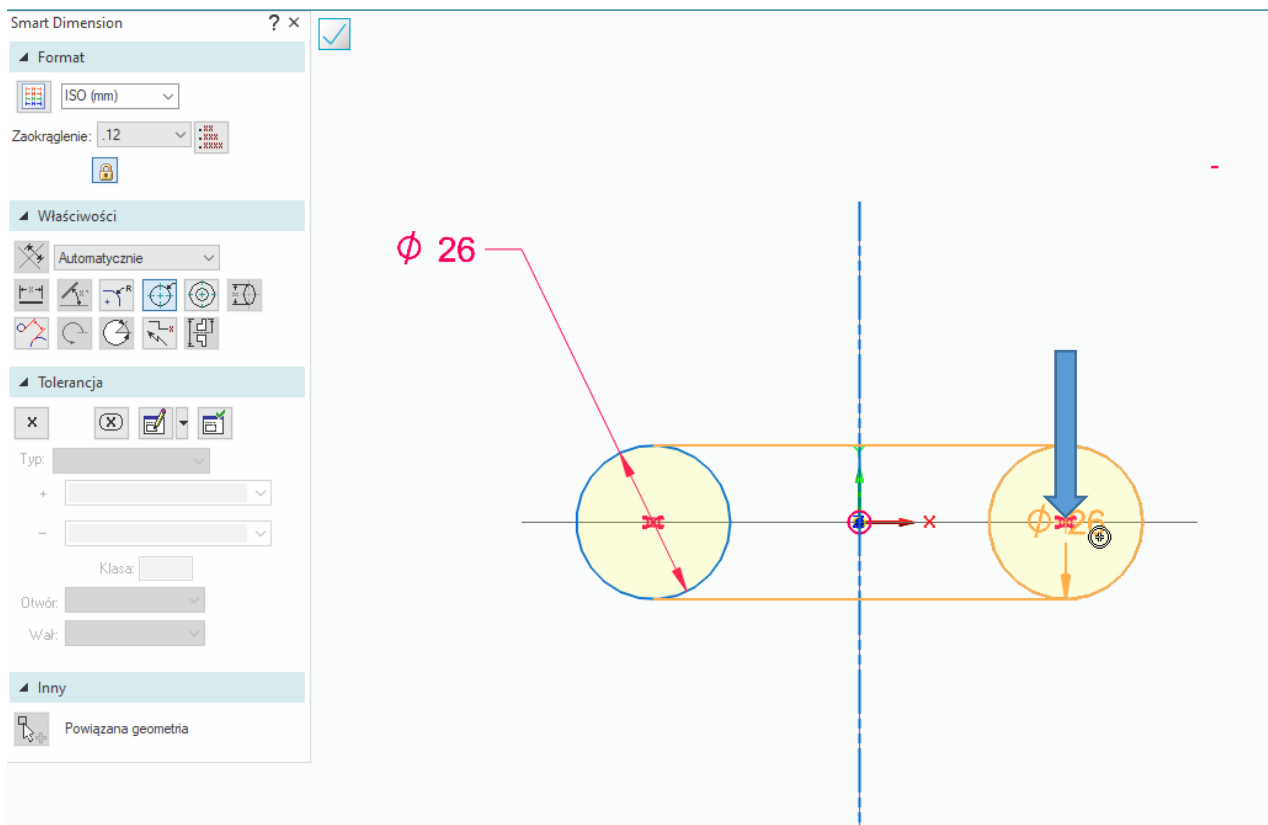 Smart Dimension ? ×
Format
ISO (mm)
Zaokrąglenie: .12
Właściwości
Automatycznie
Tolerancja
Typ:
+
−
Klasa:
Otwór:
Wał:
Inny
Powiązana geometria
ϕ 26
X
ϕ 26